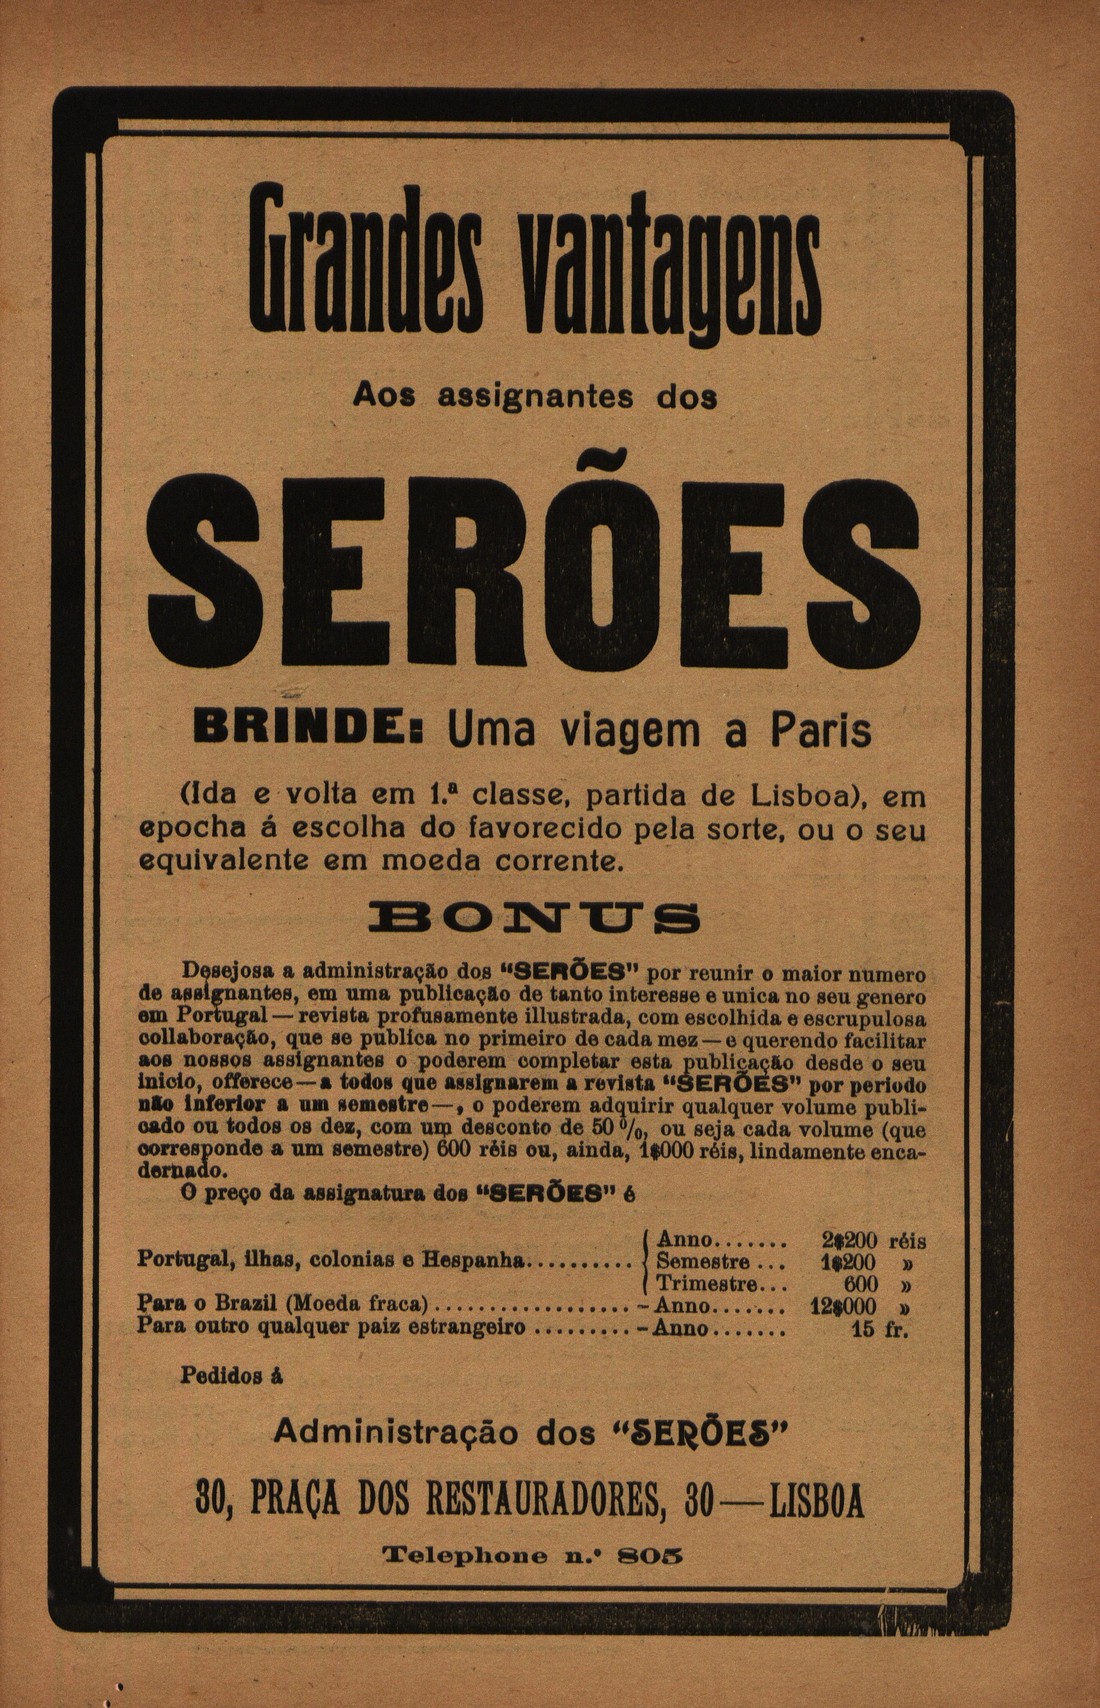 Grandes vantagens
Aos assignantes dos
SERÕES
BRINDE: Uma viagem a Paris
(Ida e volta em 1.ª classe, partida de Lisboa), em
epocha á escolha do favorecido pela sorte, ou o seu
equivalente em moeda corrente.
BONUS
Desejosa a administração dos “SERÕES” por reunir o maior numero
de assignantes, em uma publicação de tanto interesse e unica no seu genero
em Portugal — revista profusamente illustrada, com escolhida e escrupulosa
collaboração, que se publica no primeiro de cada mez — e querendo facilitar
aos nossos assignantes o poderem completar esta publicação desde o seu
inicio, offerece — a todos que assignarem a revista “SERÕES” por periodo
não inferior a um semestre —, o poderem adquirir qualquer volume publi-
cado ou todos os dez, com um desconto de 50 %, ou seja cada volume (que
corresponde a um semestre) 600 réis ou, ainda, 1$000 réis, lindamente enca-
dernado.
O preço da assignatura dos “SERÕES” é
Anno....... 2$200 réis
Portugal, ilhas, colonias e Hespanha.......... { Semestre ... 1$200 »
Trimestre... 600 »
Para o Brazil (Moeda fraca).................. - Anno....... 12$000 »
Para outro qualquer paiz estrangeiro ......... - Anno....... 15 fr.
Pedidos á
Administração dos “SERÕES”
30, PRAÇA DOS RESTAURADORES, 30 — LISBOA
Telephone n.º 805